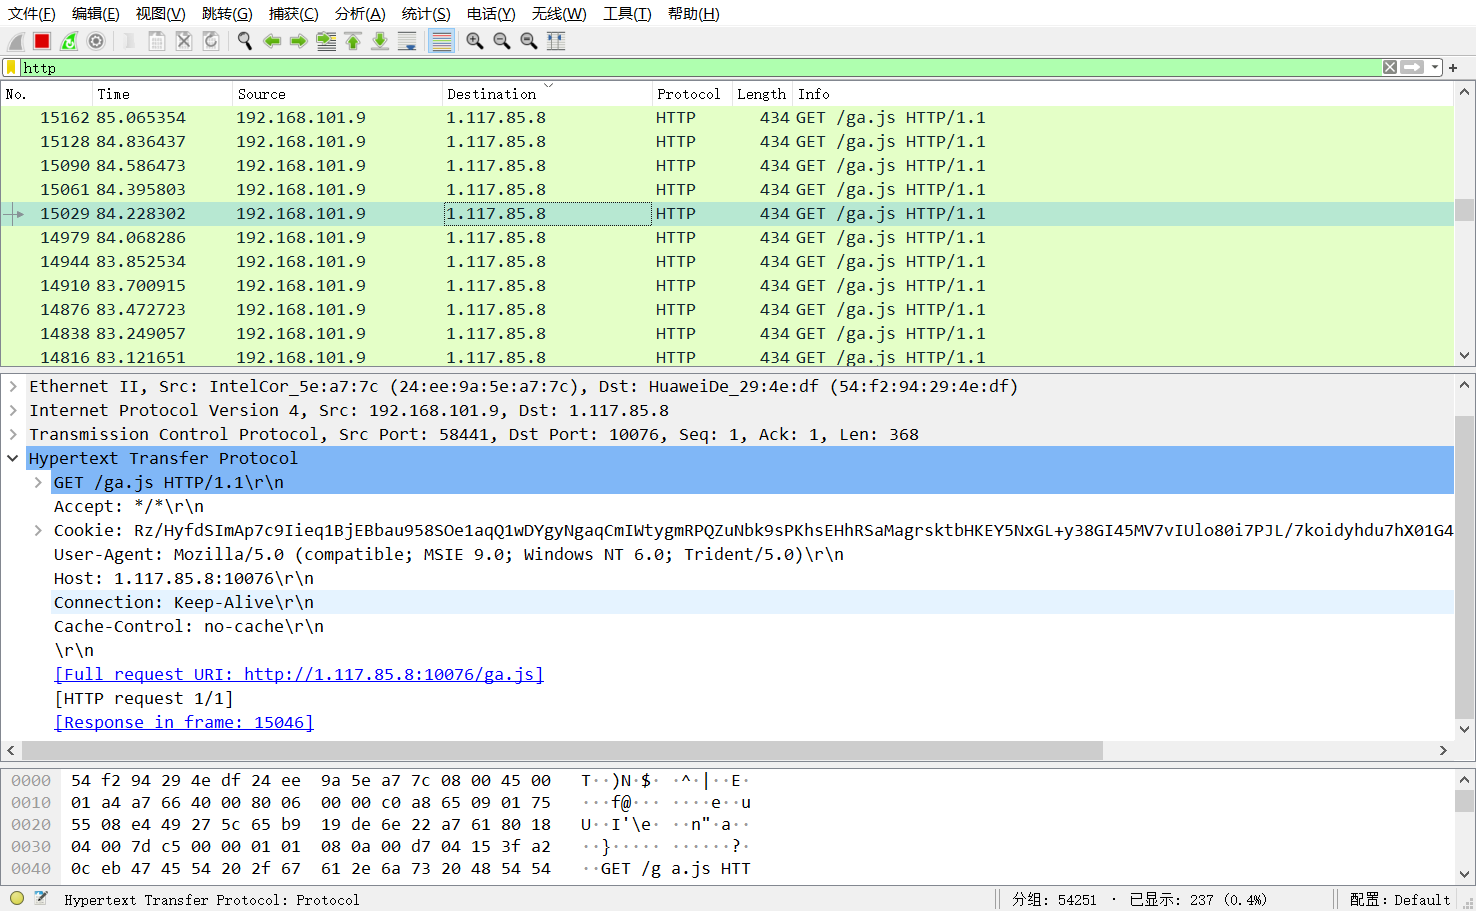 文件(F) 编辑(E) 视图(V) 跳转(G) 捕获(C) 分析(A) 统计(S) 电话(Y) 无线(W) 工具(T) 帮助(H)
http
No. Time Source Destination Protocol Length Info
15162 85.065354 192.168.101.9 1.117.85.8 HTTP 434 GET /ga.js HTTP/1.1
15128 84.836437 192.168.101.9 1.117.85.8 HTTP 434 GET /ga.js HTTP/1.1
15090 84.586473 192.168.101.9 1.117.85.8 HTTP 434 GET /ga.js HTTP/1.1
15061 84.395803 192.168.101.9 1.117.85.8 HTTP 434 GET /ga.js HTTP/1.1
15029 84.228302 192.168.101.9 1.117.85.8 HTTP 434 GET /ga.js HTTP/1.1
14979 84.068286 192.168.101.9 1.117.85.8 HTTP 434 GET /ga.js HTTP/1.1
14944 83.852534 192.168.101.9 1.117.85.8 HTTP 434 GET /ga.js HTTP/1.1
14910 83.700915 192.168.101.9 1.117.85.8 HTTP 434 GET /ga.js HTTP/1.1
14876 83.472723 192.168.101.9 1.117.85.8 HTTP 434 GET /ga.js HTTP/1.1
14838 83.249057 192.168.101.9 1.117.85.8 HTTP 434 GET /ga.js HTTP/1.1
14816 83.121651 192.168.101.9 1.117.85.8 HTTP 434 GET /ga.js HTTP/1.1
Ethernet II, Src: IntelCor_5e:a7:7c (24:ee:9a:5e:a7:7c), Dst: HuaweiDe_29:4e:df (54:f2:94:29:4e:df)
Internet Protocol Version 4, Src: 192.168.101.9, Dst: 1.117.85.8
Transmission Control Protocol, Src Port: 58441, Dst Port: 10076, Seq: 1, Ack: 1, Len: 368
Hypertext Transfer Protocol
GET /ga.js HTTP/1.1\r\n
Accept: */*\r\n
Cookie: Rz/HyfdSImAp7c9Iieq1BjEBbau958SOe1aqQ1wDYgyNgaqCmIWtygmRPQZuNbk9sPKhsEHhRSaMagrsktbHKEY5NxGL+y38GI45MV7vIUlo80i7PJL/7koidyhdu7hX01G4
User-Agent: Mozilla/5.0 (compatible; MSIE 9.0; Windows NT 6.0; Trident/5.0)\r\n
Host: 1.117.85.8:10076\r\n
Connection: Keep-Alive\r\n
Cache-Control: no-cache\r\n
\r\n
[Full request URI: http://1.117.85.8:10076/ga.js]
[HTTP request 1/1]
[Response in frame: 15046]
0000 54 f2 94 29 4e df 24 ee 9a 5e a7 7c 08 00 45 00 T··)N·$· ·^·|··E·
0010 01 a4 a7 66 40 00 80 06 00 00 c0 a8 65 09 01 75 ···f@··· ····e··u
0020 55 08 e4 49 27 5c 65 b9 19 de 6e 22 a7 61 80 18 U··I'\e· ··n"·a··
0030 04 00 7d c5 00 00 01 01 08 0a 00 d7 04 15 3f a2 ··}····· ······?·
0040 0c eb 47 45 54 20 2f 67 61 2e 6a 73 20 48 54 54 ··GET /g a.js HTT
Hypertext Transfer Protocol: Protocol 分组: 54251 · 已显示: 237 (0.4%) 配置: Default